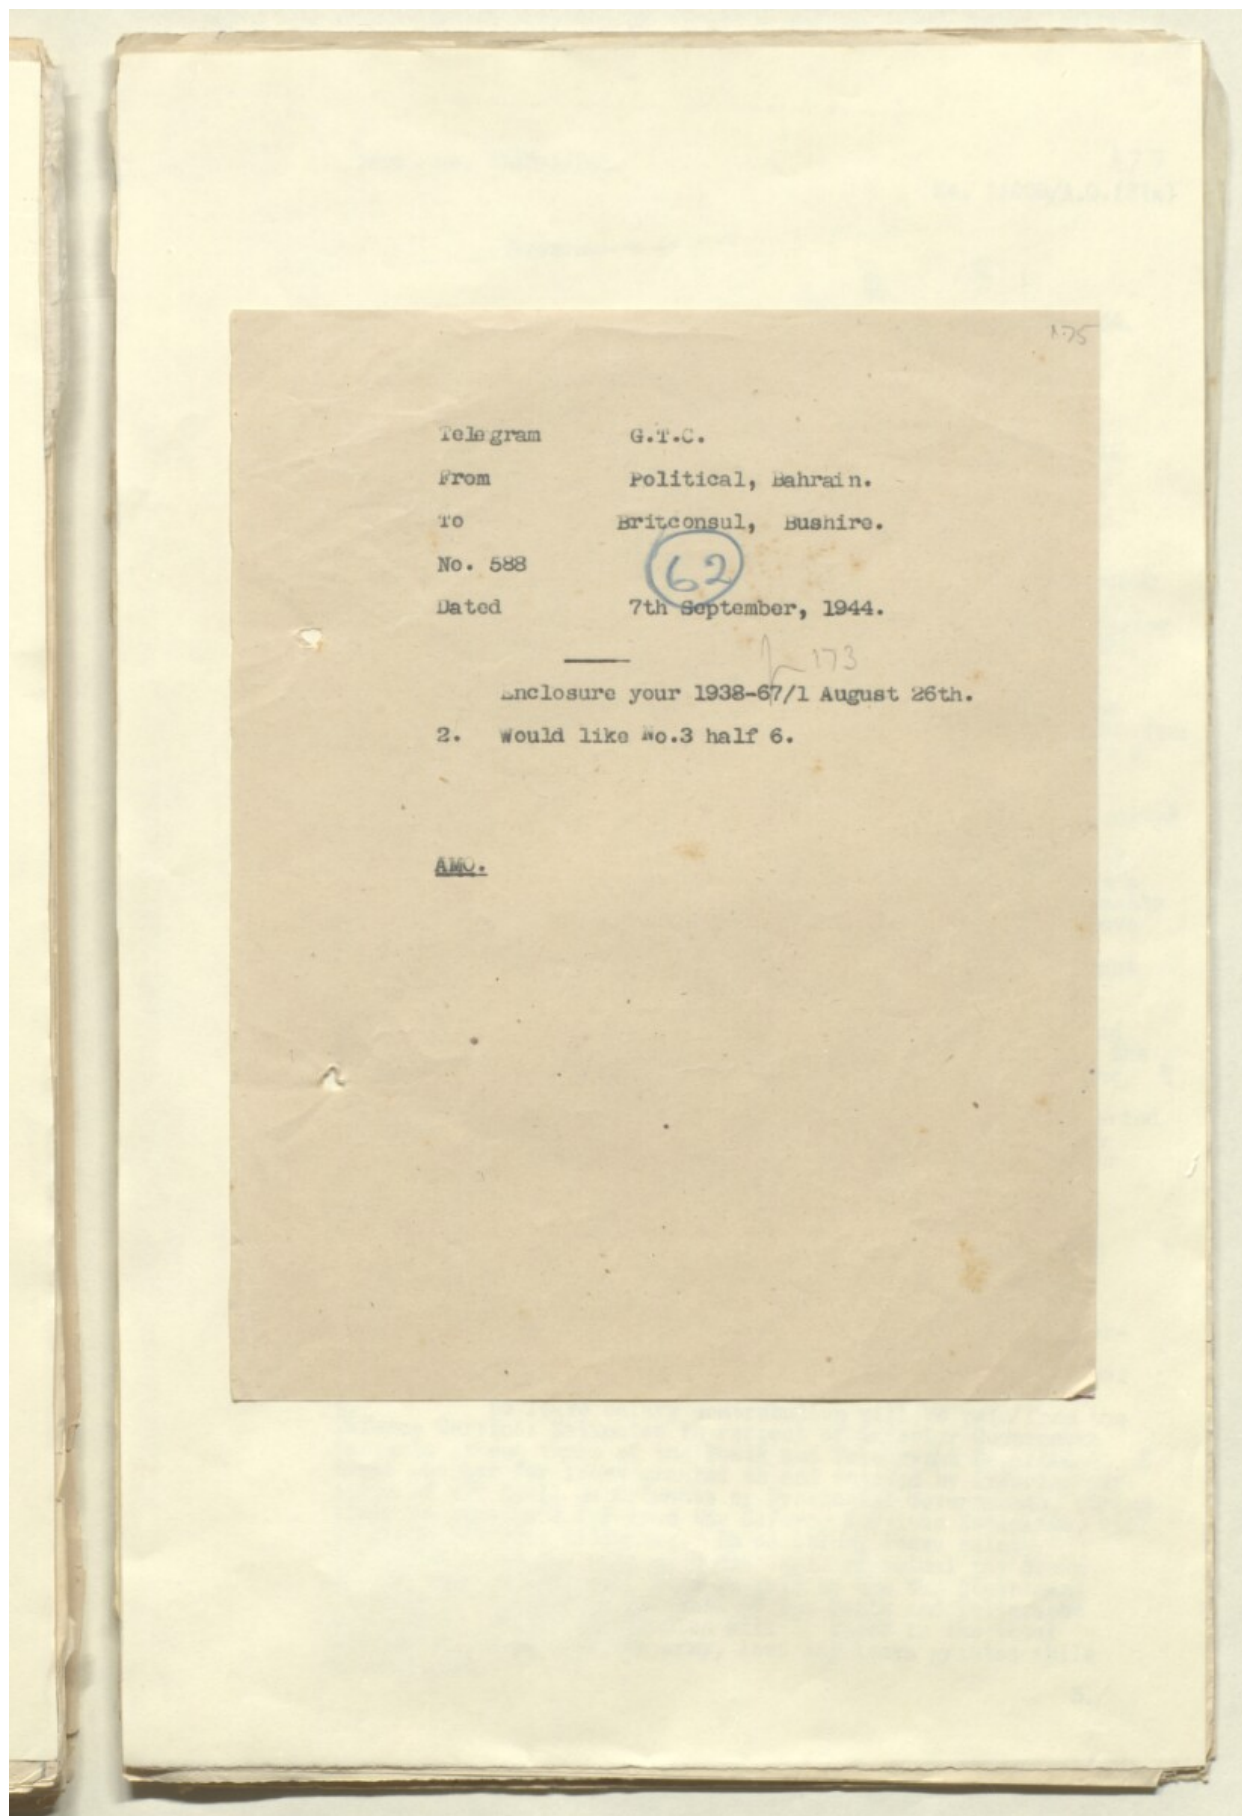 175
Telegram G.T.C.
From Political, Bahrain.
To Britconsul, Bushire.
No. 588
62
Dated 7th September, 1944.
173
Enclosure your 1938-67/1 August 26th.
2. Would like No.3 half 6.
AMO.